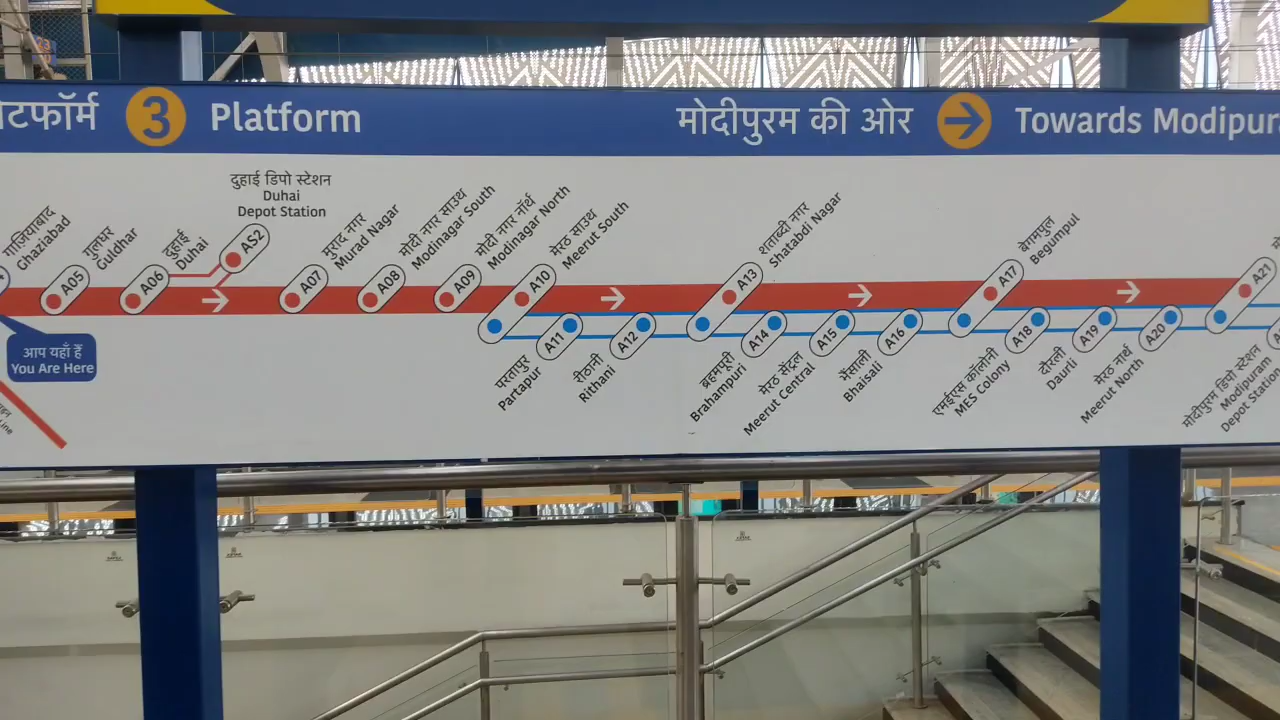 टफॉर्म 3 Platform
मोदीपुरम की ओर Towards Modipur
गाज़ियाबाद
Ghaziabad
A05
गुलधर
Guldhar
A06
दुहाई
Duhai
दुहाई डिपो स्टेशन
Duhai
Depot Station
AS2
A07
मुराद नगर
Murad Nagar
A08
मोदी नगर साउथ
Modinagar South
A09
मोदी नगर नॉर्थ
Modinagar North
A10
मेरठ साउथ
Meerut South
A11
परतापुर
Partapur
A12
रीठानी
Rithani
A13
शताब्दी नगर
Shatabdi Nagar
A14
ब्रहमपूरी
Brahampuri
A15
मेरठ सेंट्रल
Meerut Central
A16
भैंसाली
Bhaisali
A17
बेगमपुल
Begumpul
A18
एमईएस कॉलोनी
MES Colony
A19
दौरली
Daurli
A20
मेरठ नार्थ
Meerut North
A21
मोदीपुरम डिपो स्टेशन
Modipuram
Depot Station
आप यहाँ हैं
You Are Here
Line